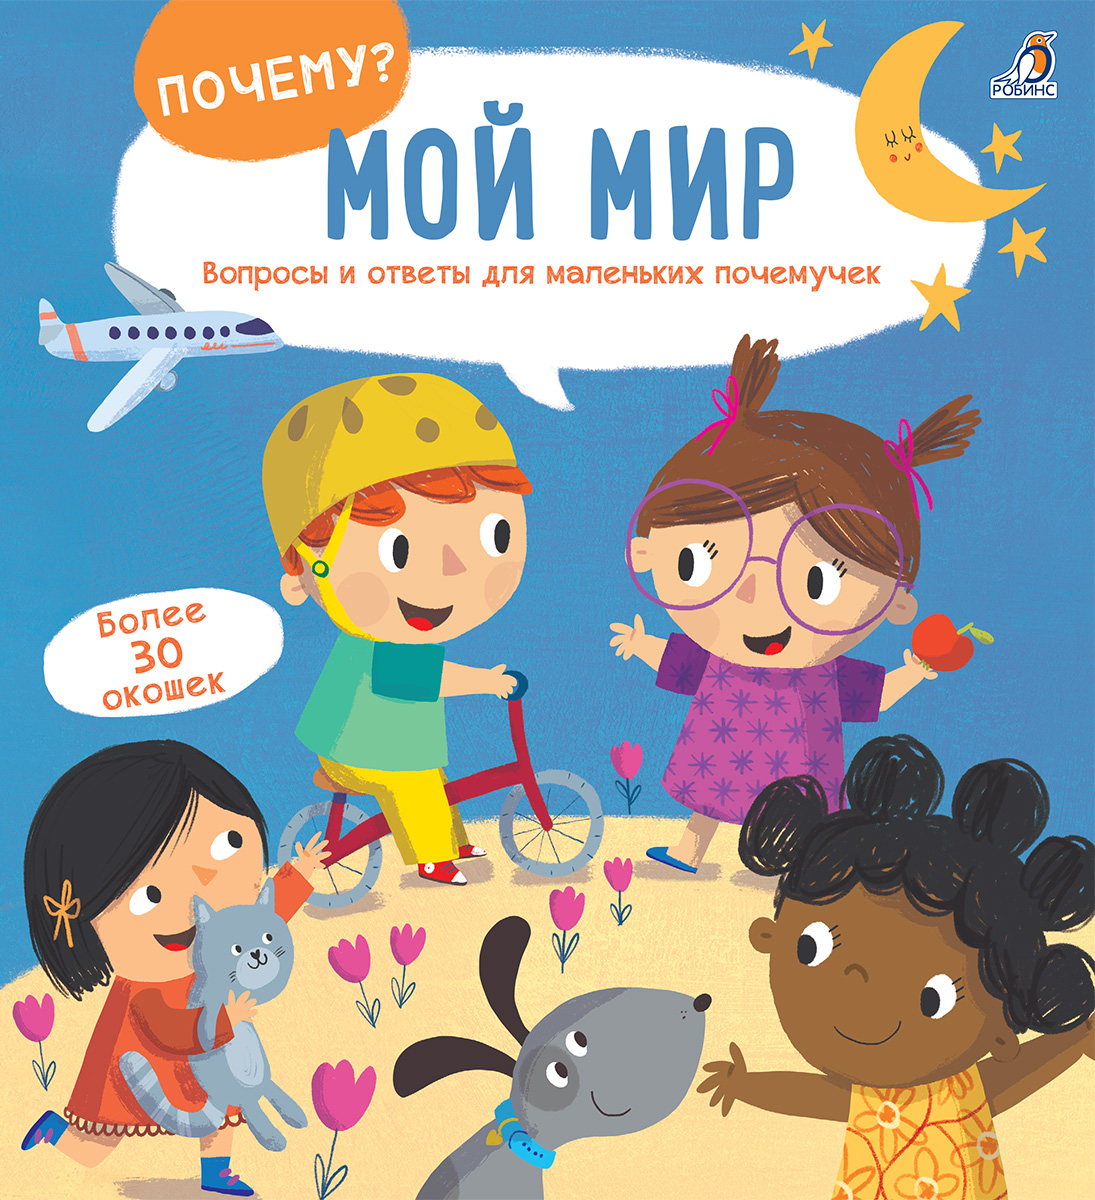 ПОЧЕМУ?
РОБИНС
МОЙ МИР
Вопросы и ответы для маленьких почемучек
Более
30
окошек